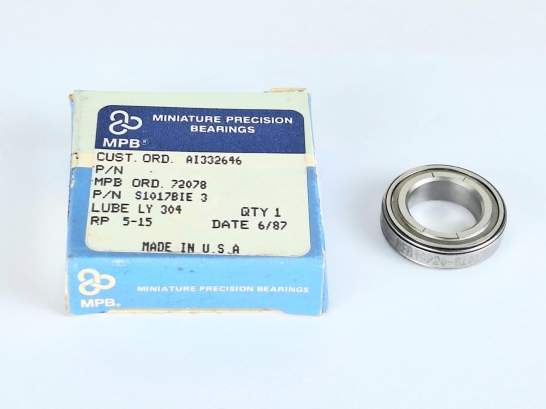 MINIATURE PRECISION
BEARINGS
MPB®
CUST. ORD. AI332646
P/N
MPB ORD. 72078
P/N S1017BIE 3
LUBE LY 304 QTY 1
RP 5-15 DATE 6/87
MADE IN U.S.A
MPB®
MINIATURE PRECISION BEARINGS